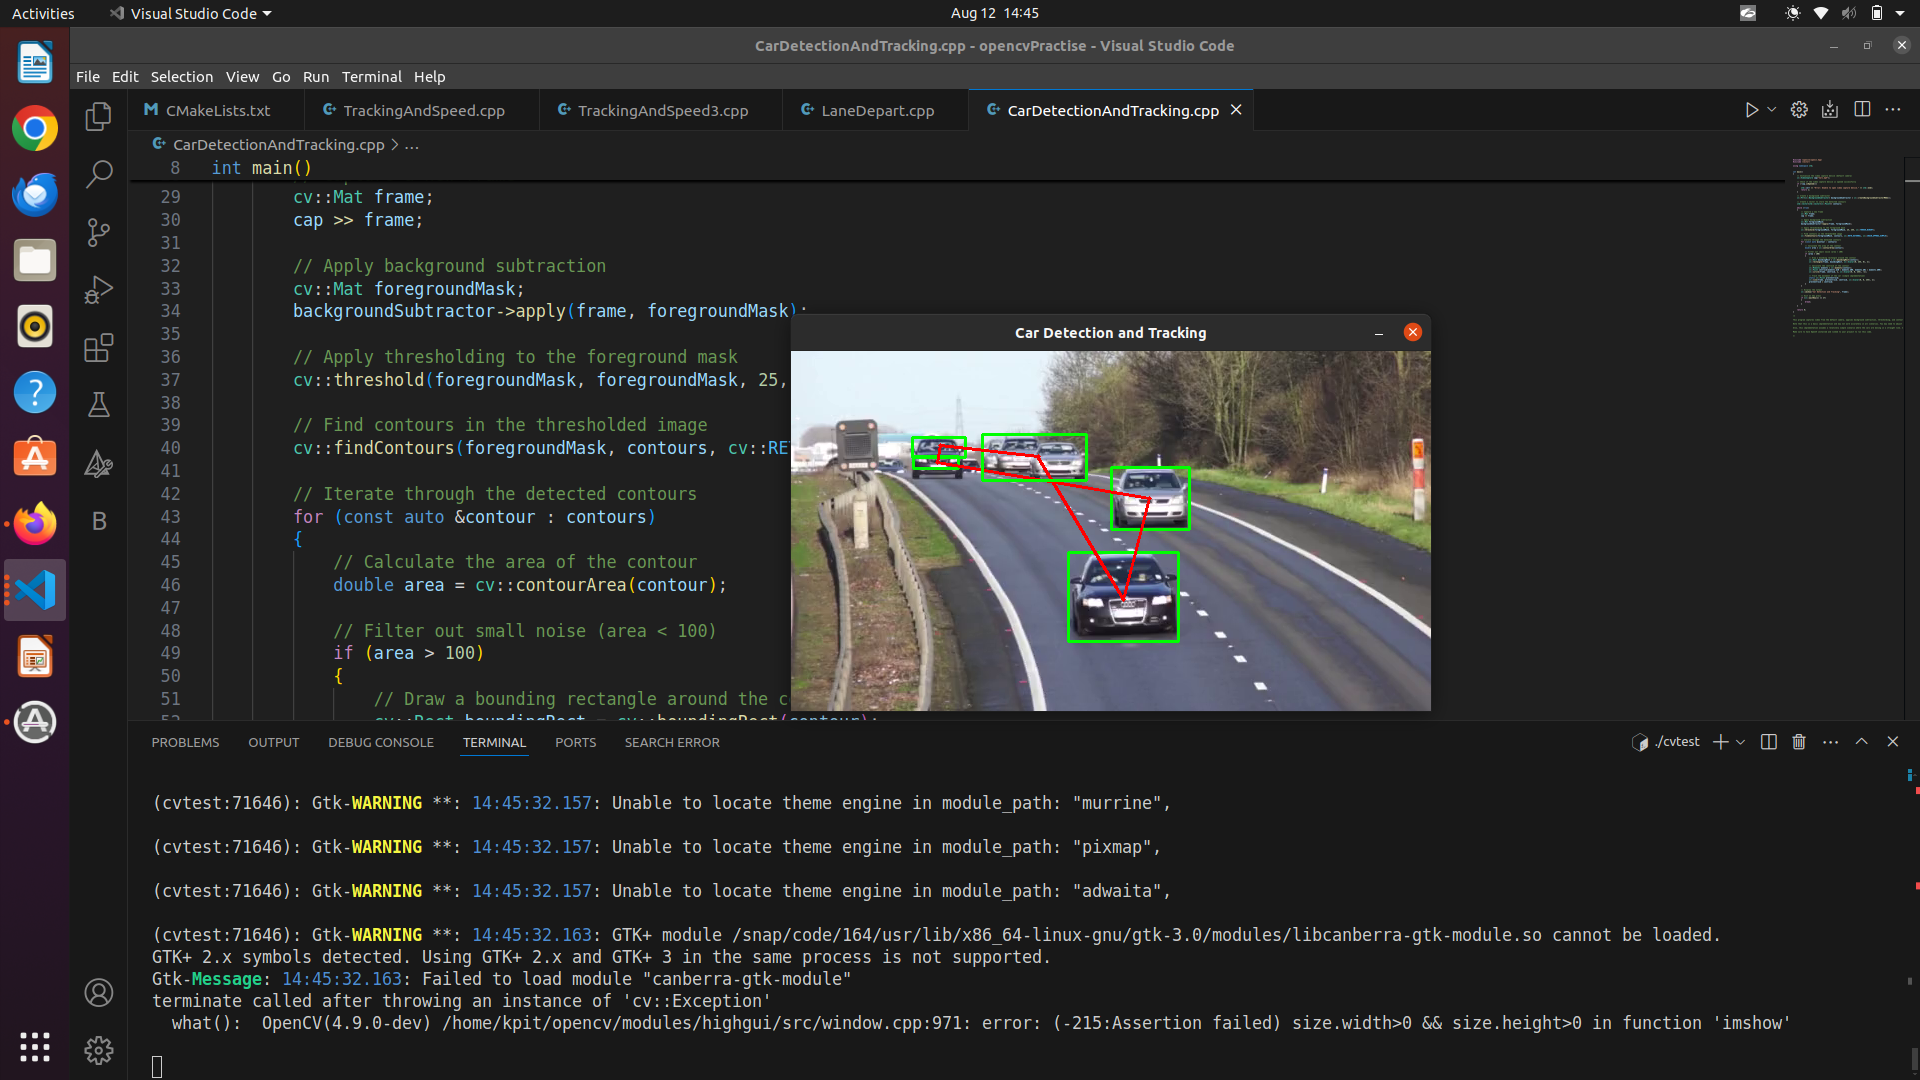 Activities
Visual Studio Code
Aug 12 14:45
CarDetectionAndTracking.cpp - opencvPractise - Visual Studio Code
File Edit Selection View Go Run Terminal Help
CMakeLists.txt
TrackingAndSpeed.cpp
TrackingAndSpeed3.cpp
LaneDepart.cpp
CarDetectionAndTracking.cpp
CarDetectionAndTracking.cpp > ...
8 int main()
29 cv::Mat frame;
30 cap >> frame;
31
32 // Apply background subtraction
33 cv::Mat foregroundMask;
34 backgroundSubtractor->apply(frame, foregroundMask);
35
36 // Apply thresholding to the foreground mask
37 cv::threshold(foregroundMask, foregroundMask, 25,
38
39 // Find contours in the thresholded image
40 cv::findContours(foregroundMask, contours, cv::RE
41
42 // Iterate through the detected contours
43 for (const auto &contour : contours)
44 {
45 // Calculate the area of the contour
46 double area = cv::contourArea(contour);
47
48 // Filter out small noise (area < 100)
49 if (area > 100)
50 {
51 // Draw a bounding rectangle around the c
52 cv::Rect boundingRect = cv::boundingRect(contour);
Car Detection and Tracking
PROBLEMS OUTPUT DEBUG CONSOLE TERMINAL PORTS SEARCH ERROR
./cvtest
(cvtest:71646): Gtk-WARNING **: 14:45:32.157: Unable to locate theme engine in module_path: "murrine",
(cvtest:71646): Gtk-WARNING **: 14:45:32.157: Unable to locate theme engine in module_path: "pixmap",
(cvtest:71646): Gtk-WARNING **: 14:45:32.157: Unable to locate theme engine in module_path: "adwaita",
(cvtest:71646): Gtk-WARNING **: 14:45:32.163: GTK+ module /snap/code/164/usr/lib/x86_64-linux-gnu/gtk-3.0/modules/libcanberra-gtk-module.so cannot be loaded.
GTK+ 2.x symbols detected. Using GTK+ 2.x and GTK+ 3 in the same process is not supported.
Gtk-Message: 14:45:32.163: Failed to load module "canberra-gtk-module"
terminate called after throwing an instance of 'cv::Exception'
what(): OpenCV(4.9.0-dev) /home/kpit/opencv/modules/highgui/src/window.cpp:971: error: (-215:Assertion failed) size.width>0 && size.height>0 in function 'imshow'